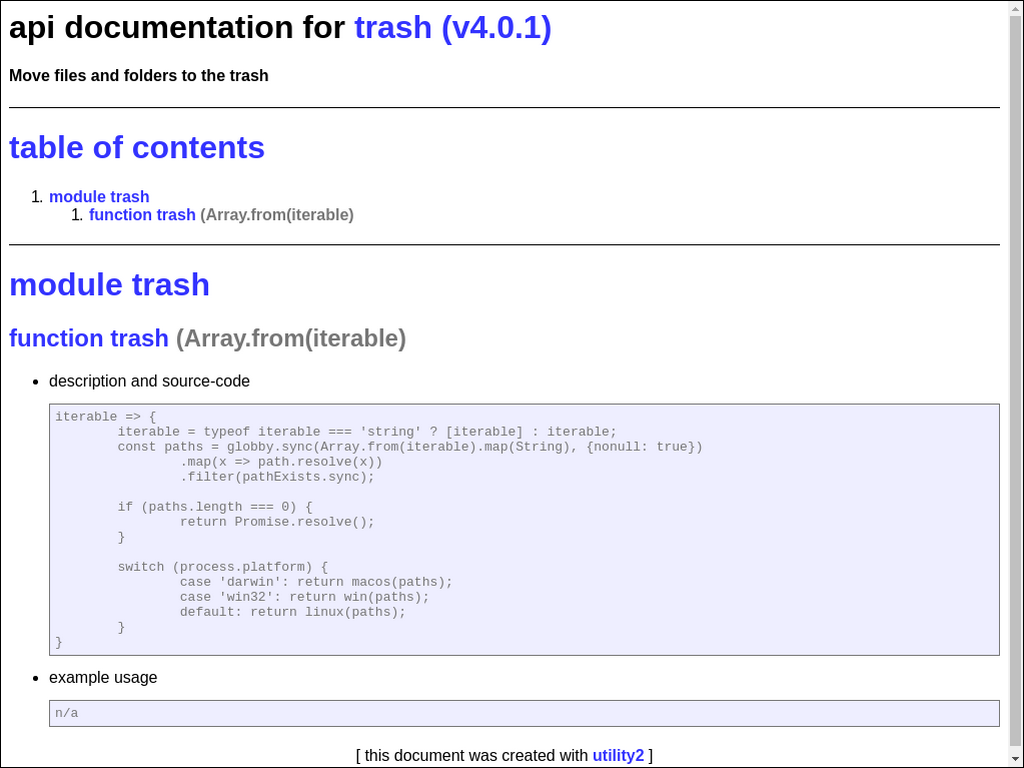 api documentation for trash (v4.0.1)
Move files and folders to the trash
table of contents
1. module trash
1. function trash (Array.from(iterable)
module trash
function trash (Array.from(iterable)
• description and source-code
iterable => {
        iterable = typeof iterable === 'string' ? [iterable] : iterable;
        const paths = globby.sync(Array.from(iterable).map(String), {nonull: true})
                .map(x => path.resolve(x))
                .filter(pathExists.sync);
        if (paths.length === 0) {
                return Promise.resolve();
        }
        switch (process.platform) {
                case 'darwin': return macos(paths);
                case 'win32': return win(paths);
                default: return linux(paths);
        }
}
• example usage
n/a
[ this document was created with utility2 ]